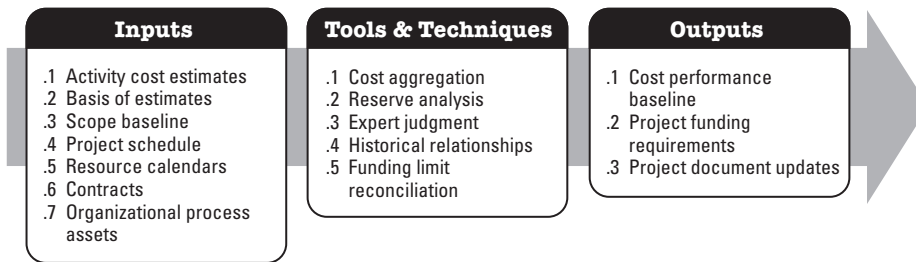 Inputs
.1 Activity cost estimates
.2 Basis of estimates
.3 Scope baseline
.4 Project schedule
.5 Resource calendars
.6 Contracts
.7 Organizational process
assets
Tools & Techniques
.1 Cost aggregation
.2 Reserve analysis
.3 Expert judgment
.4 Historical relationships
.5 Funding limit
reconciliation
Outputs
.1 Cost performance
baseline
.2 Project funding
requirements
.3 Project document updates